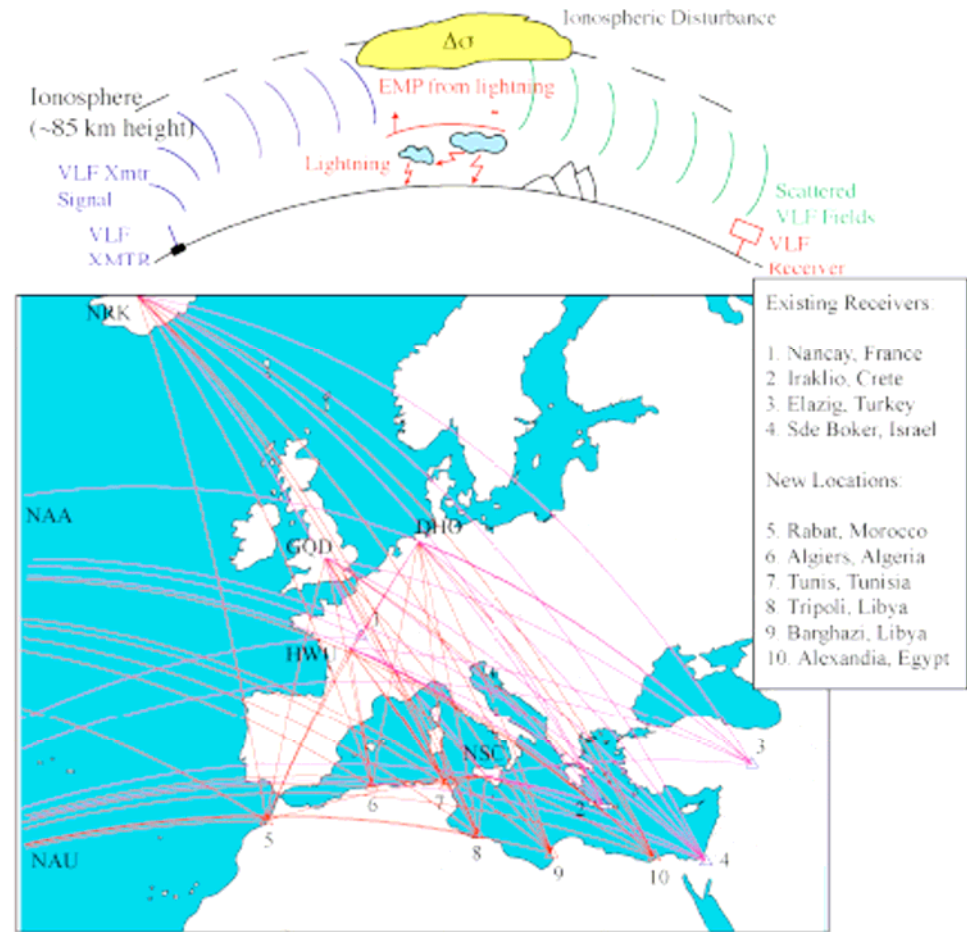 Ionospheric Disturbance
Δσ
EMP from lightning
Ionosphere
(~85 km height)
Lightning
VLF Xmtr
Signal
Scattered
VLF Fields
VLF
XMTR
VLF
Receiver
NRK
Existing Receivers:
1. Nancay, France
2 Iraklio, Crete
3. Elazig, Turkey
4. Sde Boker, Israel
New Locations:
5. Rabat, Morocco
6. Algiers, Algeria
7. Tunis, Tunisia
8. Tripoli, Libya
9. Barghazi, Libya
10. Alexandia, Egypt
NAA
DHO
GQD
1
HWU
NSC
3
6
7
2
5
8
NAU
9
10
4